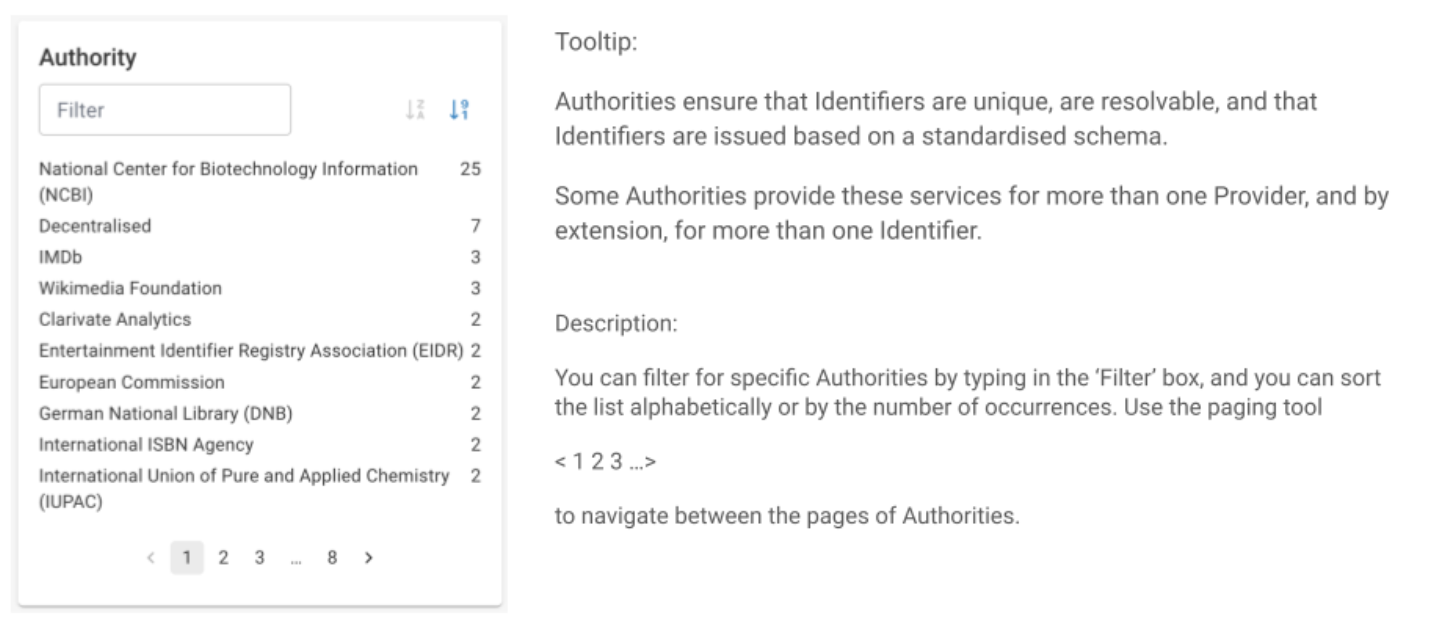 Authority
Filter
National Center for Biotechnology Information 25
(NCBI)
Decentralised 7
IMDb 3
Wikimedia Foundation 3
Clarivate Analytics 2
Entertainment Identifier Registry Association (EIDR) 2
European Commission 2
German National Library (DNB) 2
International ISBN Agency 2
International Union of Pure and Applied Chemistry 2
(IUPAC)
< 1 2 3 ... 8 >
Tooltip:
Authorities ensure that Identifiers are unique, are resolvable, and that
Identifiers are issued based on a standardised schema.
Some Authorities provide these services for more than one Provider, and by
extension, for more than one Identifier.
Description:
You can filter for specific Authorities by typing in the ‘Filter’ box, and you can sort
the list alphabetically or by the number of occurrences. Use the paging tool
< 1 2 3 ...>
to navigate between the pages of Authorities.